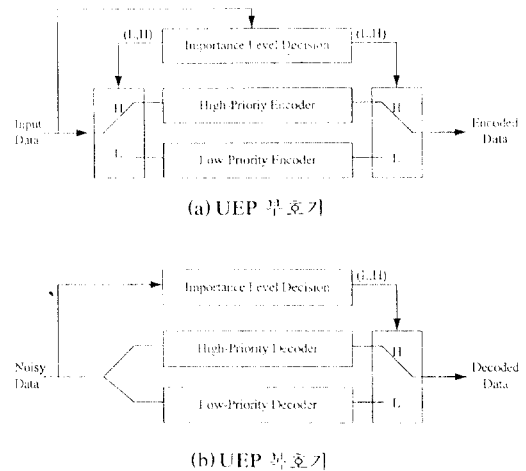 (L,H)
Importance Level Decision
(L,H)
H
High-Priority Encoder
H
Input
Data
Encoded
Data
L
Low-Priority Encoder
L
(a) UEP 부호기
Importance Level Decision
(L,H)
High-Priority Decoder
H
Noisy
Data
Decoded
Data
Low-Priority Decoder
L
(b) UEP 복호기